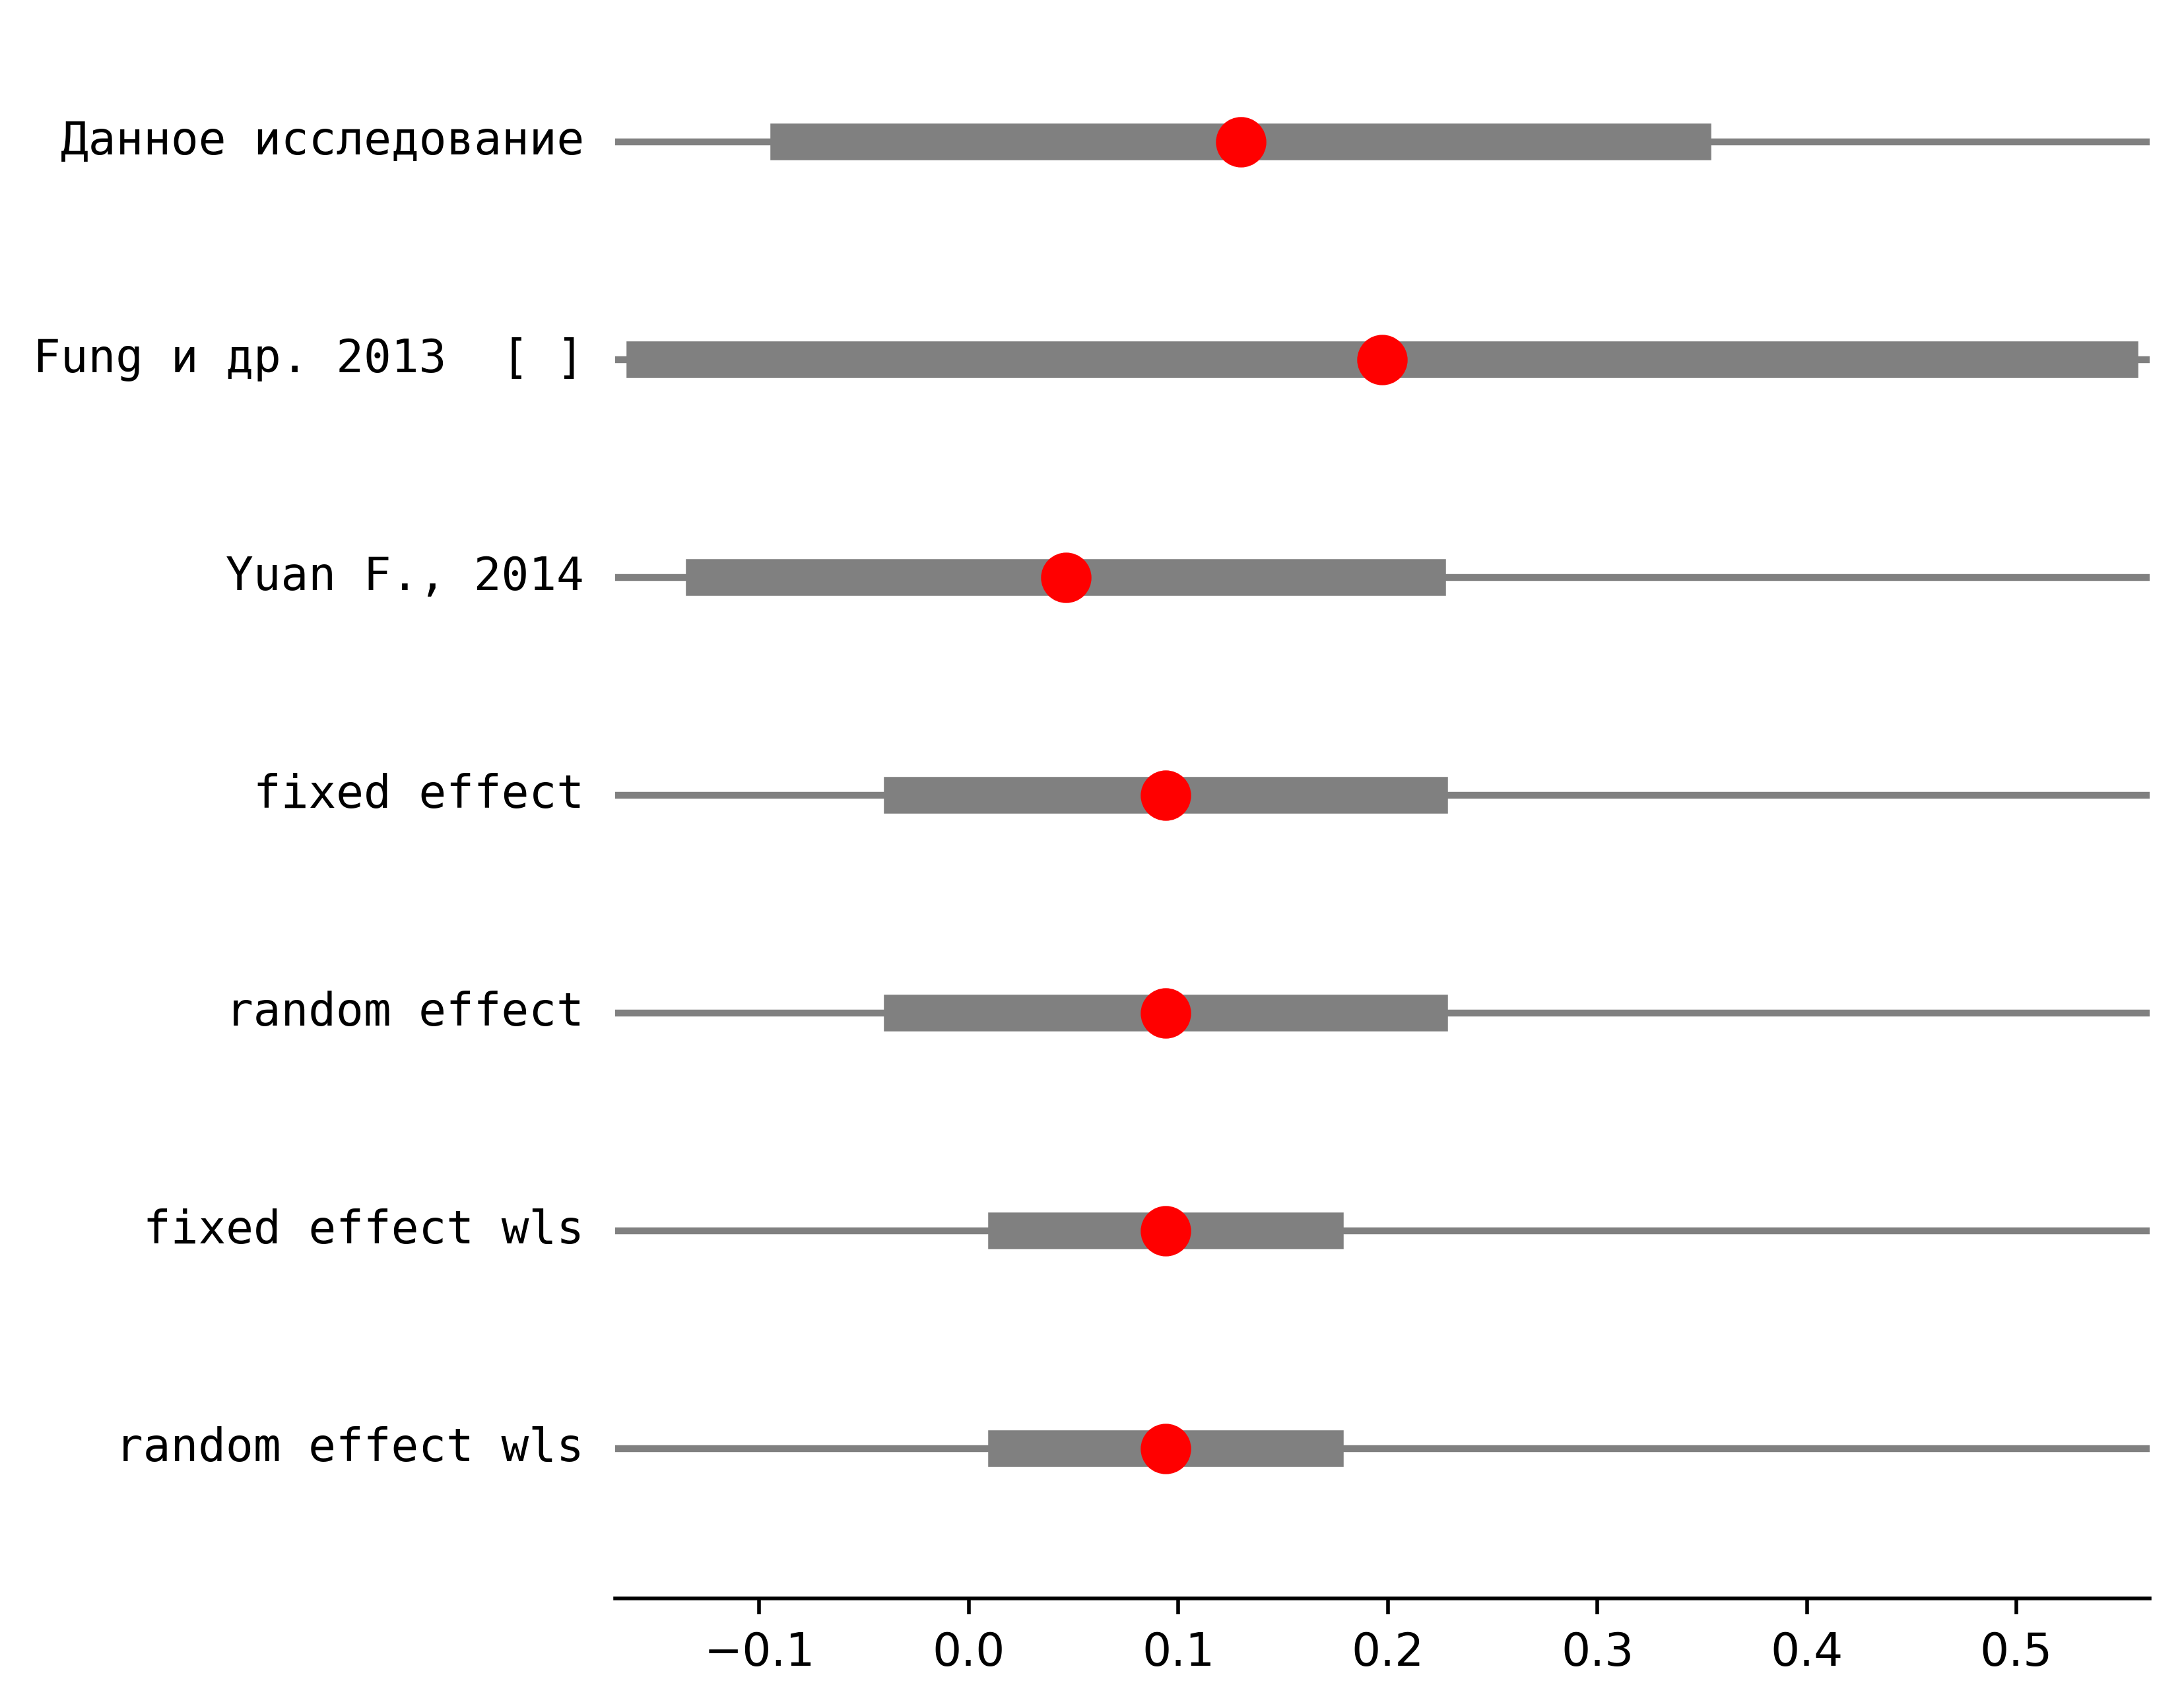 Данное исследование
Fung и др. 2013  [ ]
Yuan F., 2014
fixed effect
random effect
fixed effect wls
random effect wls
−0.1 0.0 0.1 0.2 0.3 0.4 0.5